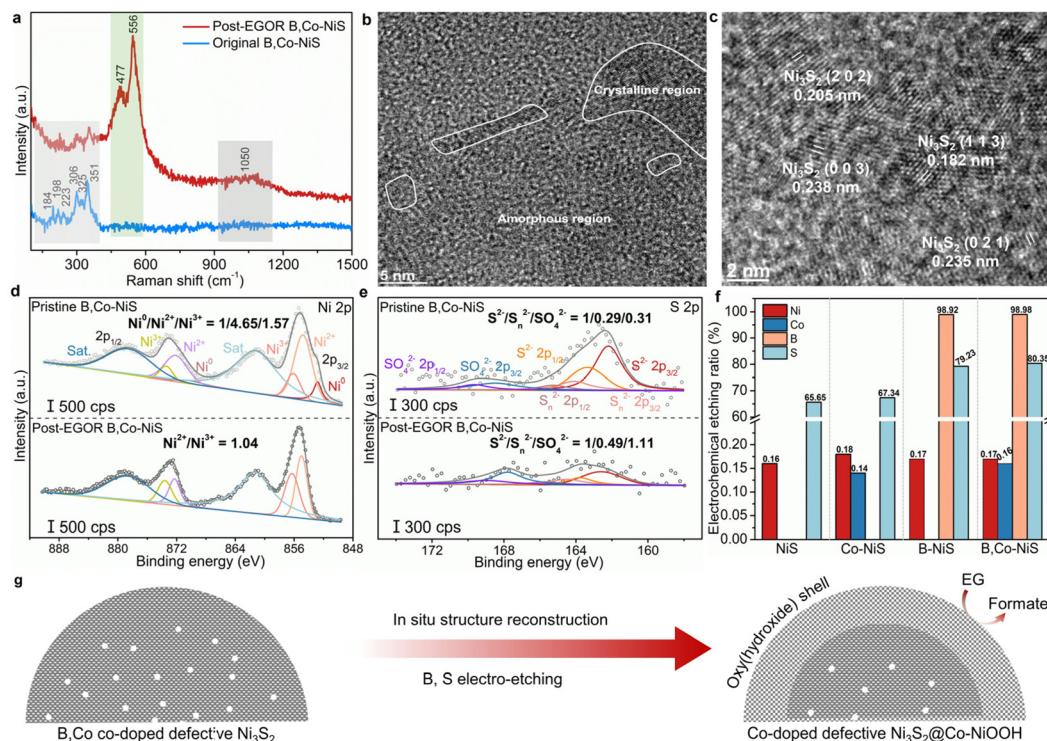 a
Post-EGOR B,Co-NiS
Original B,Co-NiS
477
556
184
198
223
306
325
351
1050
Intensity (a.u.)
300 600 900 1200 1500
Raman shift (cm-1)
b
Crystalline region
Amorphous region
5 nm
c
Ni3S2 (2 0 2)
0.205 nm
Ni3S2 (1 1 3)
0.182 nm
Ni3S2 (0 0 3)
0.238 nm
Ni3S2 (0 2 1)
0.235 nm
2 nm
d
Pristine B,Co-NiS
Ni 2p
Ni0/Ni2+/Ni3+ = 1/4.65/1.57
Sat.
2p1/2
Ni3+
Ni2+
Ni0
Sat.
Ni3+
Ni2+
2p3/2
Ni0
I 500 cps
Post-EGOR B,Co-NiS
Ni2+/Ni3+ = 1.04
I 500 cps
Intensity (a.u.)
888 880 872 864 856 848
Binding energy (eV)
e
Pristine B,Co-NiS
S 2p
S2-/Sn2-/SO42- = 1/0.29/0.31
SO42- 2p1/2
SO42- 2p3/2
S2- 2p1/2
S2- 2p3/2
Sn2- 2p1/2
Sn2- 2p3/2
I 300 cps
Post-EGOR B,Co-NiS
S2-/Sn2-/SO42- = 1/0.49/1.11
I 300 cps
Intensity (a.u.)
172 168 164 160
Binding energy (eV)
f
Ni
Co
B
S
65.65
67.34
98.92
79.23
98.98
80.35
0.16
0.18
0.14
0.17
0.17
0.16
Electrochemical etching ratio (%)
100
90
80
70
60
0.20
0.15
0.10
0.05
0.00
NiS Co-NiS B-NiS B,Co-NiS
g
B,Co co-doped defective Ni3S2
In situ structure reconstruction
B, S electro-etching
Oxy(hydroxide) shell
EG
Formate
Co-doped defective Ni3S2@Co-NiOOH